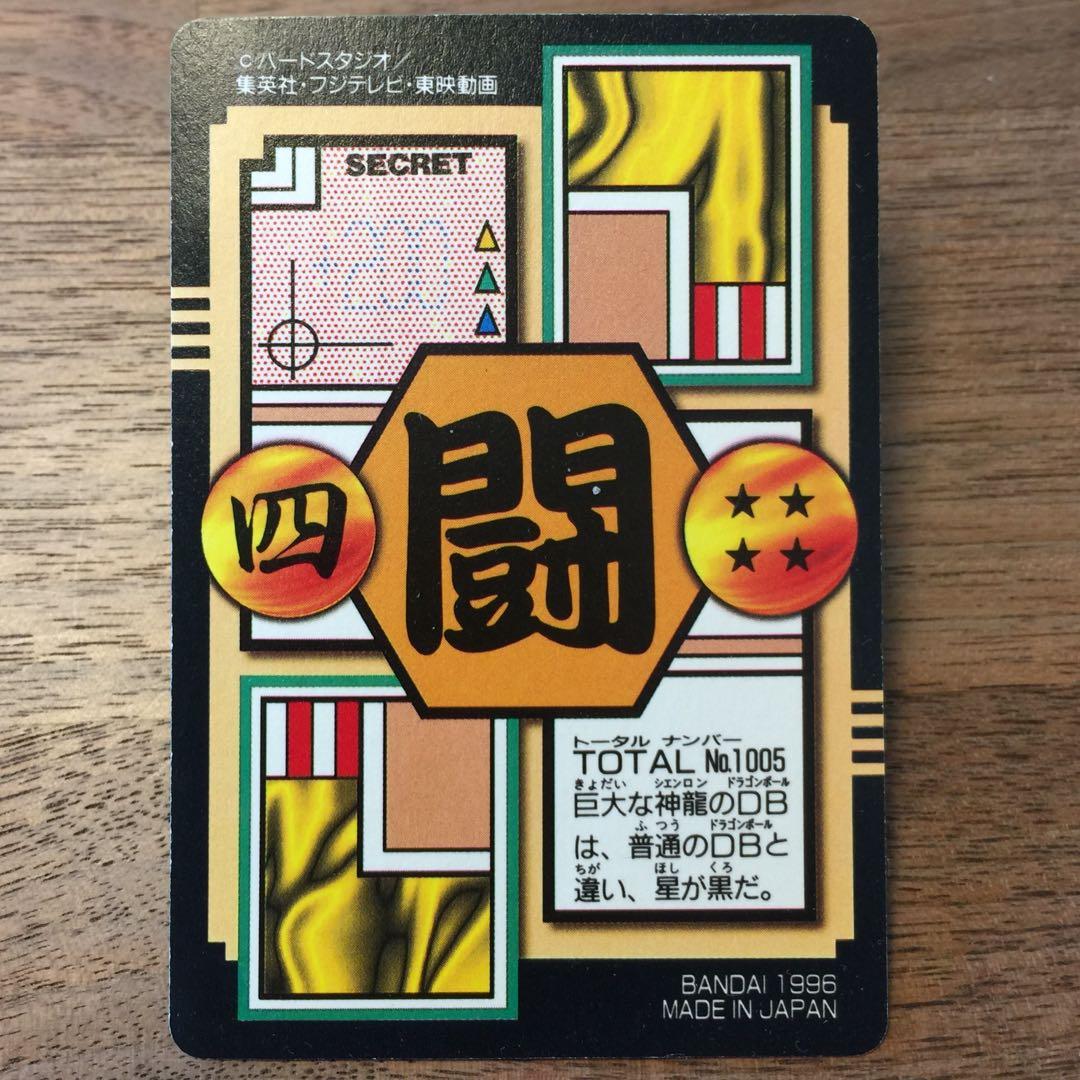 Cバードスタジオ/
集英社・フジテレビ・東映動画
SECRET
四
闘
トータル ナンバー
TOTAL No.1005
きょだい シエンロン ドラゴンボール
巨大な神龍のDB
ふつう ドラゴンボール
は、普通のDBと
ちが ほし くろ
違い、星が黒だ。
BANDAI 1996
MADE IN JAPAN